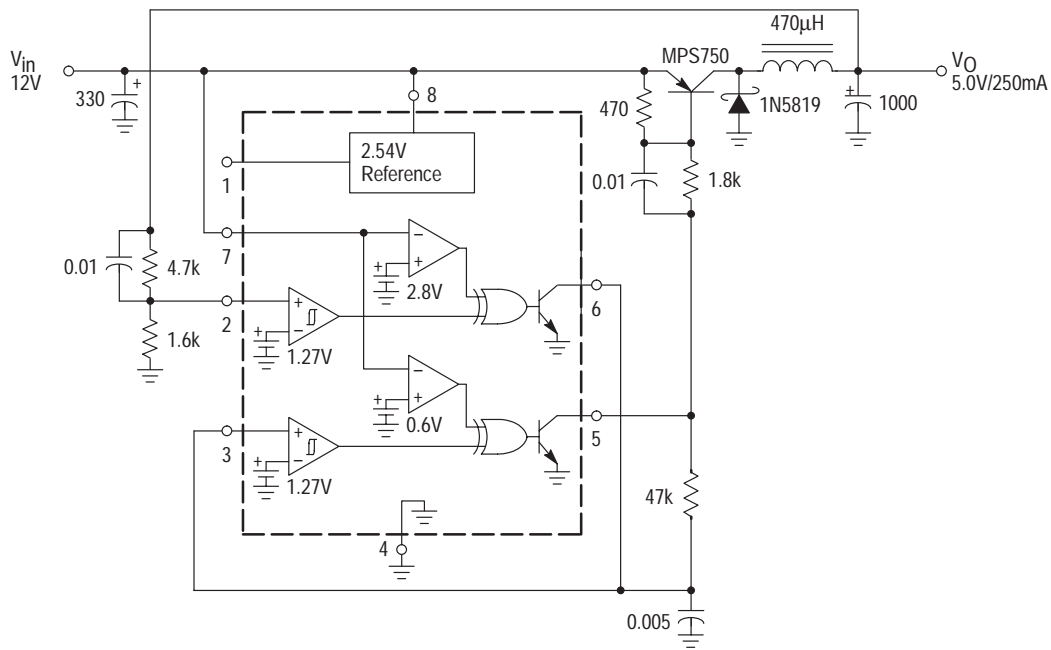 470µH
MPS750
Vin
12V
VO
5.0V/250mA
330
8
470
1N5819
1000
2.54V
Reference
1
0.01
1.8k
7
0.01
4.7k
2.8V
6
2
1.6k
1.27V
0.6V
5
3
1.27V
47k
4
0.005